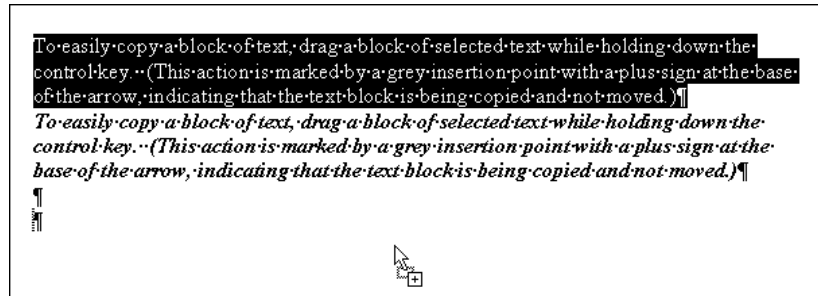 To·easily·copy·a·block·of·text,·drag·a·block·of·selected·text·while·holding·down·the·
control·key.··(This·action·is·marked·by·a·grey·insertion·point·with·a·plus·sign·at·the·base·
of·the·arrow,·indicating·that·the·text·block·is·being·copied·and·not·moved.)¶
To·easily·copy·a·block·of·text,·drag·a·block·of·selected·text·while·holding·down·the·
control·key.··(This·action·is·marked·by·a·grey·insertion·point·with·a·plus·sign·at·the·
base·of·the·arrow,·indicating·that·the·text·block·is·being·copied·and·not·moved.)¶
¶
¶